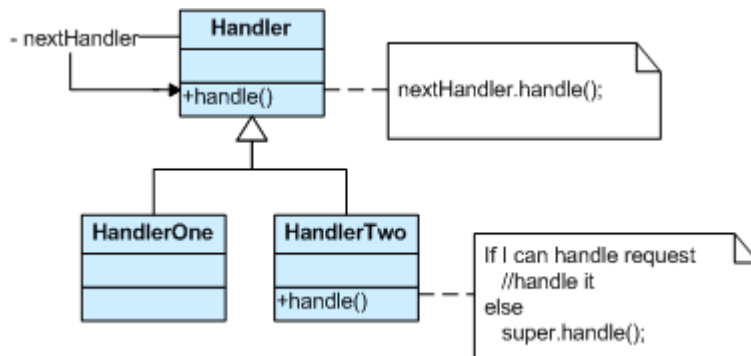 Handler
- nextHandler
+handle()
nextHandler.handle();
HandlerOne
HandlerTwo
+handle()
If I can handle request
//handle it
else
super.handle();